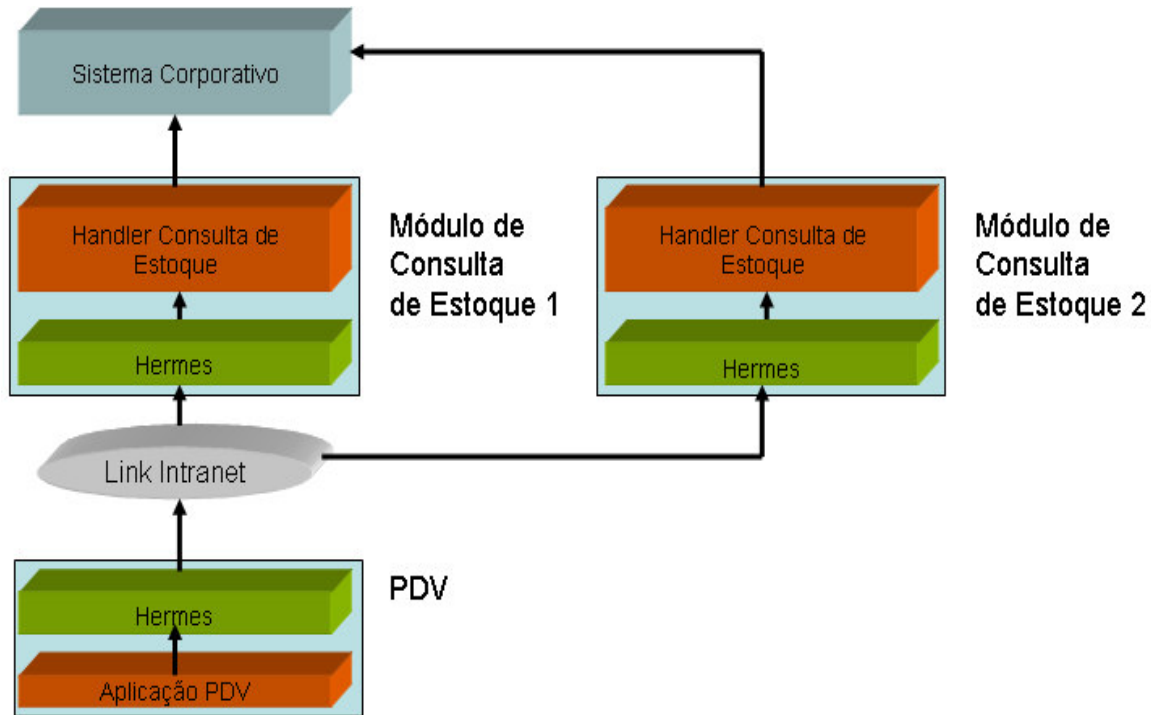 Sistema Corporativo
Handler Consulta de
Estoque
Hermes
Módulo de
Consulta
de Estoque 1
Handler Consulta de
Estoque
Hermes
Módulo de
Consulta
de Estoque 2
Link Intranet
Hermes
Aplicação PDV
PDV